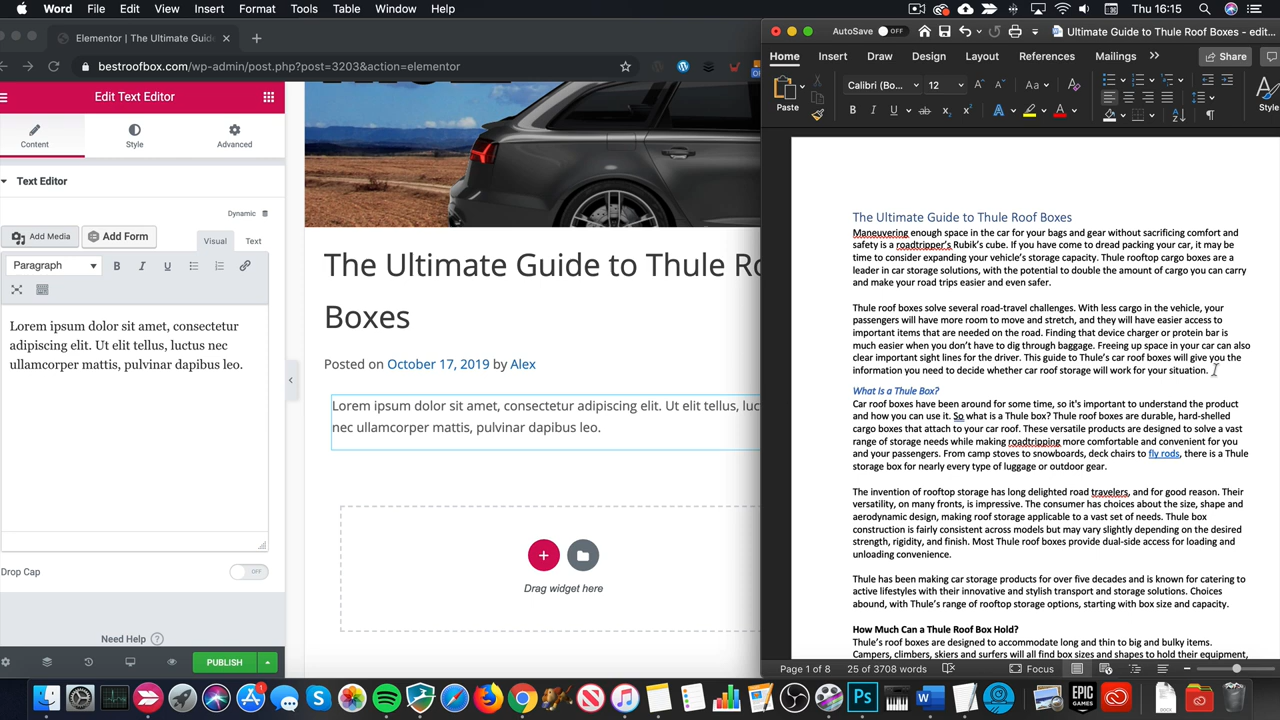 Word File Edit View Insert Format Tools Table Window Help
Thu 16:15
Elementor | The Ultimate Guid
bestroofbox.com/wp-admin/post.php?post=3203&action=elementor
Edit Text Editor
Content Style Advanced
Text Editor
Dynamic
Add Media Add Form Visual Text
Paragraph B I U
Lorem ipsum dolor sit amet, consectetur
adipiscing elit. Ut elit tellus, luctus nec
ullamcorper mattis, pulvinar dapibus leo.
Drop Cap OFF
Need Help ?
PUBLISH
The Ultimate Guide to Thule Ro
Boxes
Posted on October 17, 2019 by Alex
Lorem ipsum dolor sit amet, consectetur adipiscing elit. Ut elit tellus, luc
nec ullamcorper mattis, pulvinar dapibus leo.
Drag widget here
AutoSave OFF Ultimate Guide to Thule Roof Boxes - edit...
Home Insert Draw Design Layout References Mailings Share
Paste Calibri (Bo... 12 Aa Style
B I U ab X X A A
The Ultimate Guide to Thule Roof Boxes
Maneuvering enough space in the car for your bags and gear without sacrificing comfort and
safety is a roadtripper's Rubik's cube. If you have come to dread packing your car, it may be
time to consider expanding your vehicle's storage capacity. Thule rooftop cargo boxes are a
leader in car storage solutions, with the potential to double the amount of cargo you can carry
and make your road trips easier and even safer.
Thule roof boxes solve several road-travel challenges. With less cargo in the vehicle, your
passengers will have more room to move and stretch, and they will have easier access to
important items that are needed on the road. Finding that device charger or protein bar is
much easier when you don't have to dig through baggage. Freeing up space in your car can also
clear important sight lines for the driver. This guide to Thule's car roof boxes will give you the
information you need to decide whether car roof storage will work for your situation.
What Is a Thule Box?
Car roof boxes have been around for some time, so it's important to understand the product
and how you can use it. So what is a Thule box? Thule roof boxes are durable, hard-shelled
cargo boxes that attach to your car roof. These versatile products are designed to solve a vast
range of storage needs while making roadtripping more comfortable and convenient for you
and your passengers. From camp stoves to snowboards, deck chairs to fly rods, there is a Thule
storage box for nearly every type of luggage or outdoor gear.
The invention of rooftop storage has long delighted road travelers, and for good reason. Their
versatility, on many fronts, is impressive. The consumer has choices about the size, shape and
aerodynamic design, making roof storage applicable to a vast set of needs. Thule box
construction is fairly consistent across models but may vary slightly depending on the desired
strength, rigidity, and finish. Most Thule roof boxes provide dual-side access for loading and
unloading convenience.
Thule has been making car storage products for over five decades and is known for catering to
active lifestyles with their innovative and stylish transport and storage solutions. Choices
abound, with Thule's range of rooftop storage options, starting with box size and capacity.
How Much Can a Thule Roof Box Hold?
Thule's roof boxes are designed to accommodate long and thin to big and bulky items.
Campers, climbers, skiers and surfers will all find box sizes and shapes to hold their equipment,
Page 1 of 8 25 of 3708 words Focus